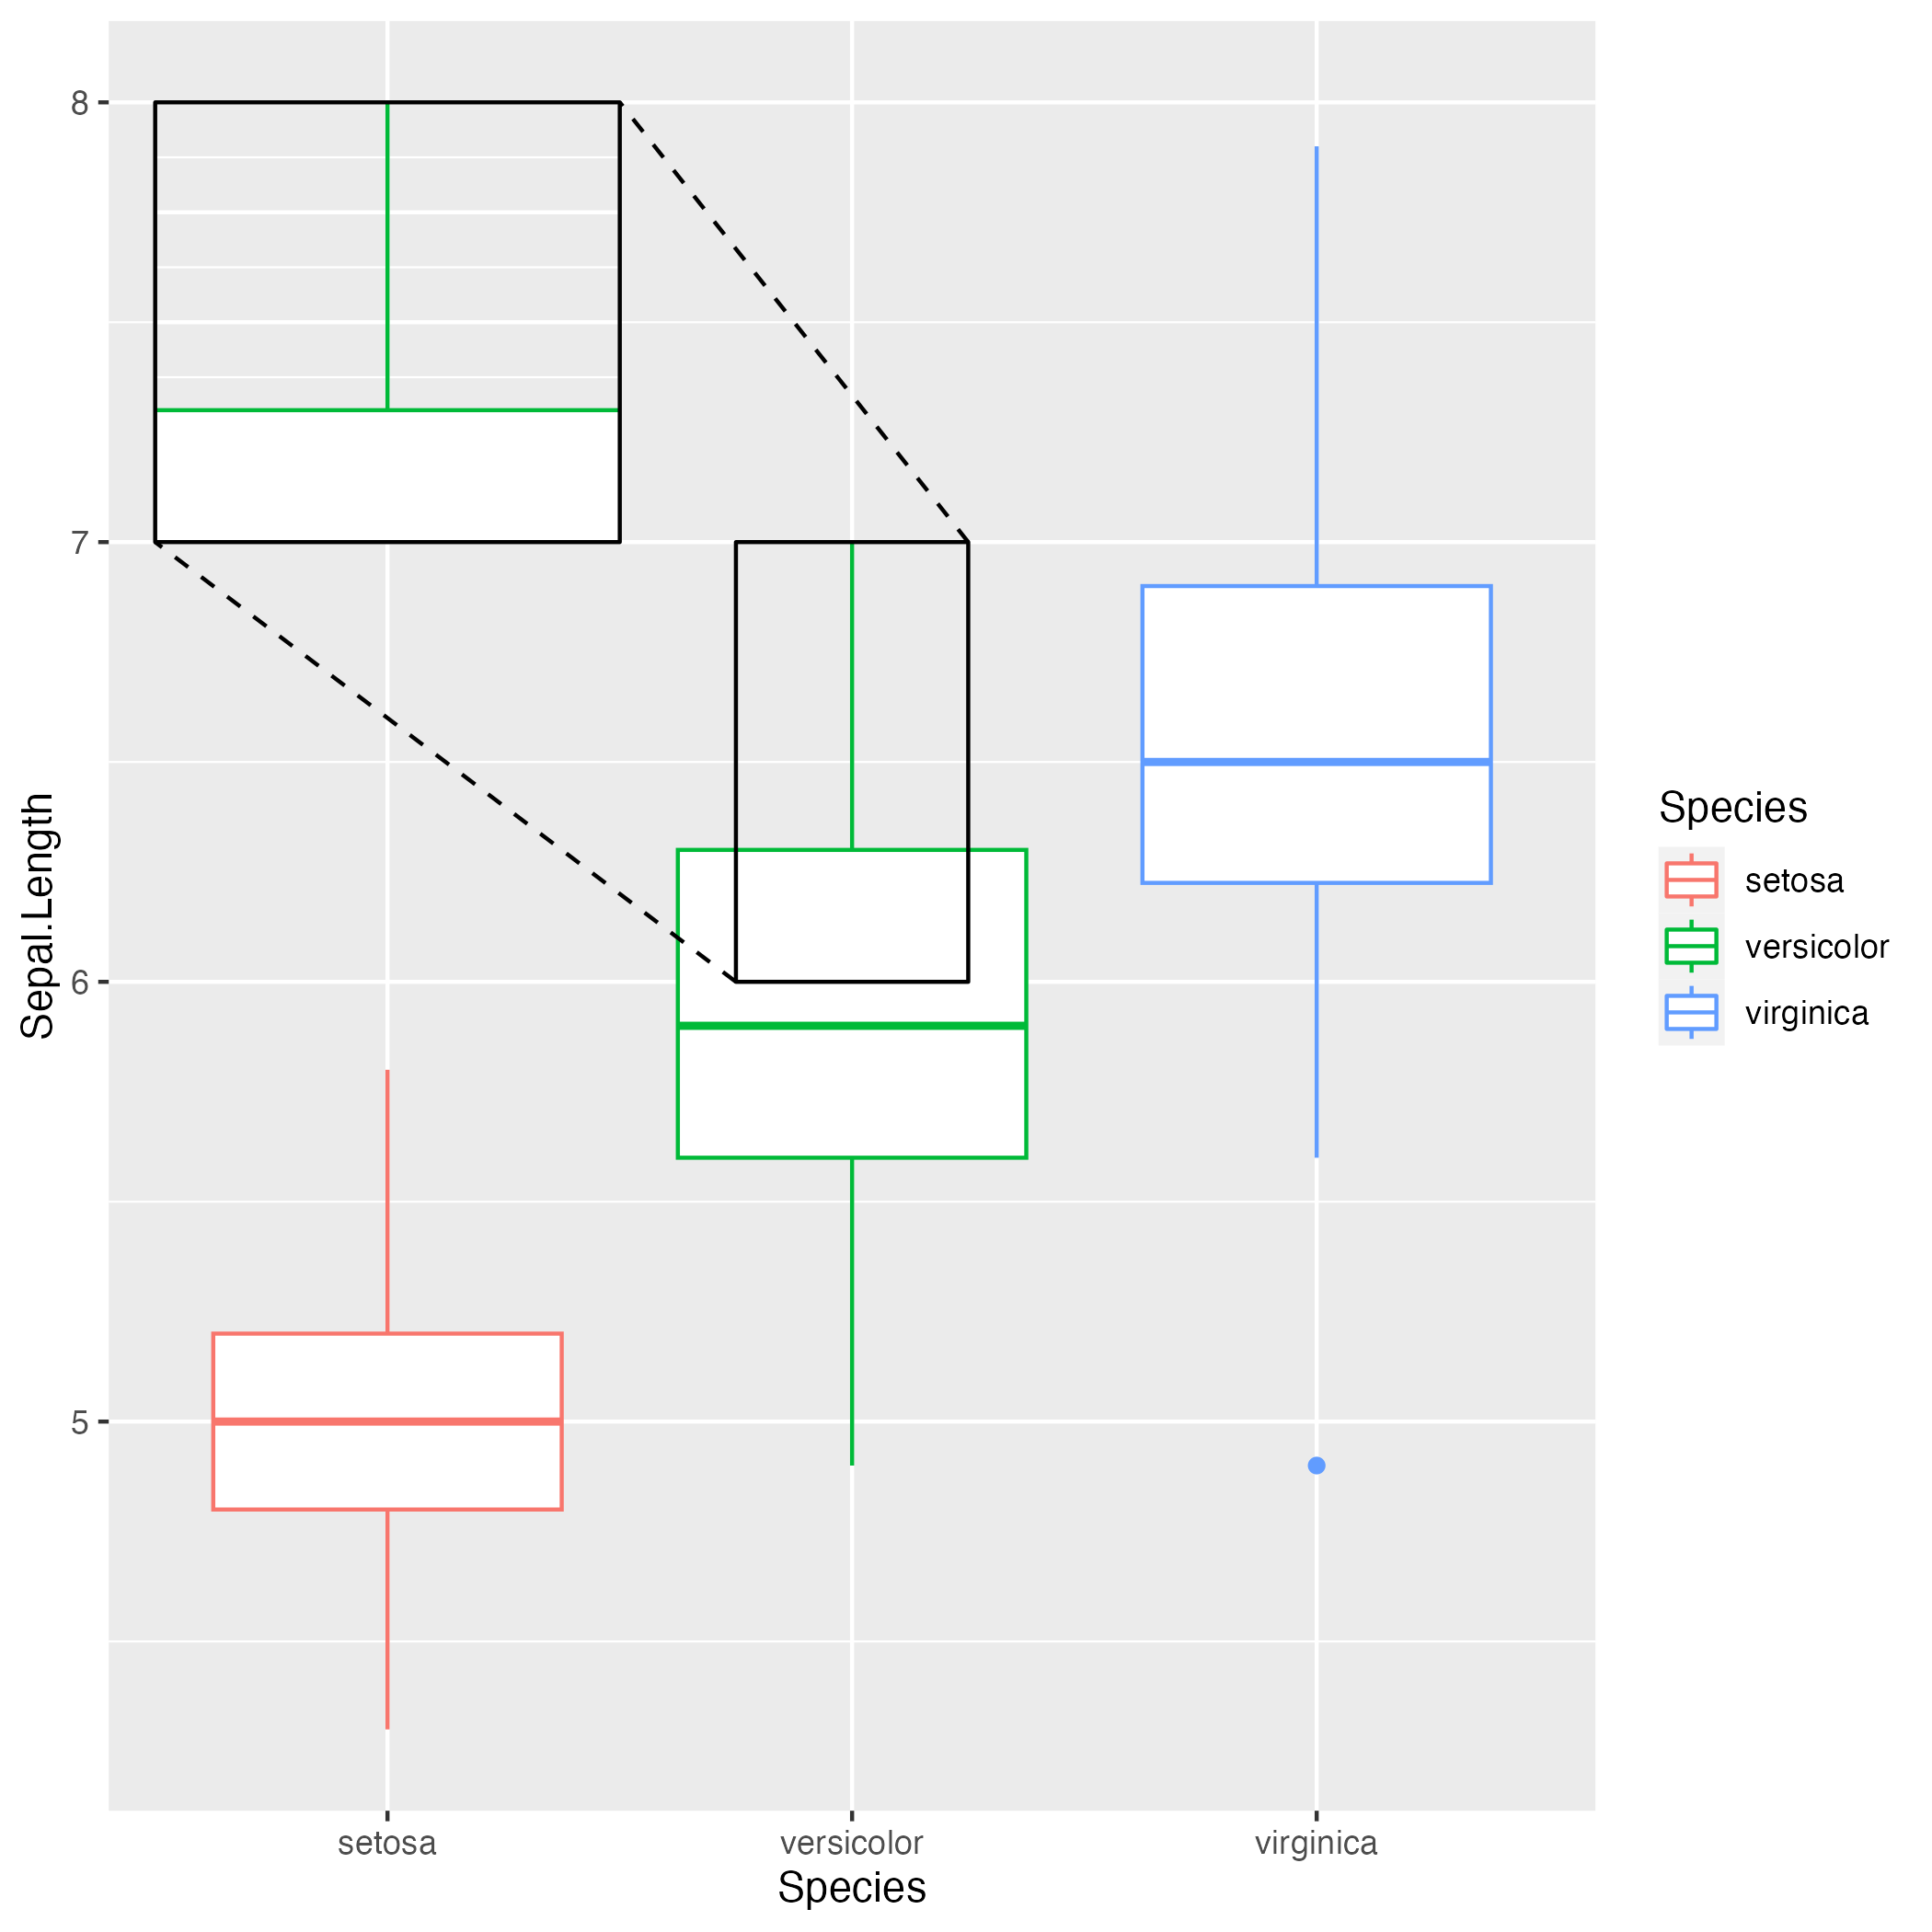 8
7
6
5
Sepal.Length
setosa
versicolor
virginica
Species
Species
setosa
versicolor
virginica